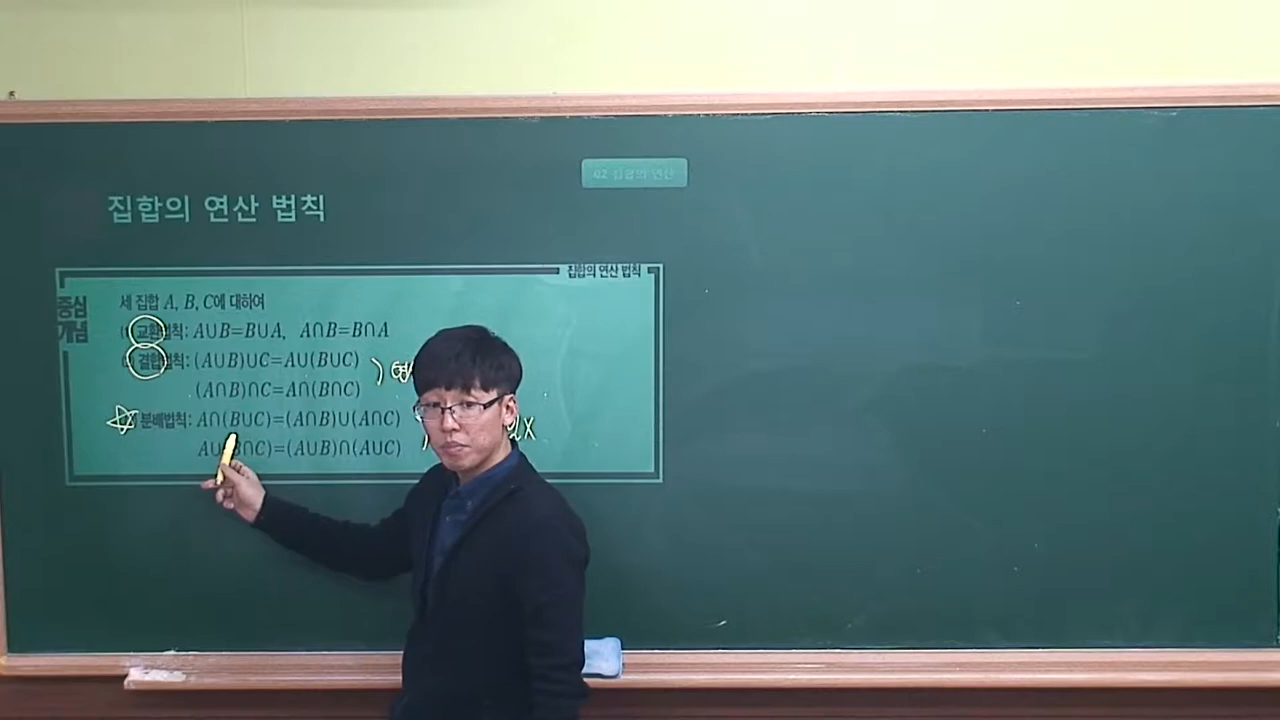 02 집합의 연산
집합의 연산 법칙
집합의 연산 법칙
중심
개념
세 집합 A, B, C에 대하여
교환법칙: A∪B=B∪A, A∩B=B∩A
결합법칙: (A∪B)∪C=A∪(B∪C)
(A∩B)∩C=A∩(B∩C)
분배법칙: A∩(B∪C)=(A∩B)∪(A∩C)
A∪(B∩C)=(A∪B)∩(A∪C)